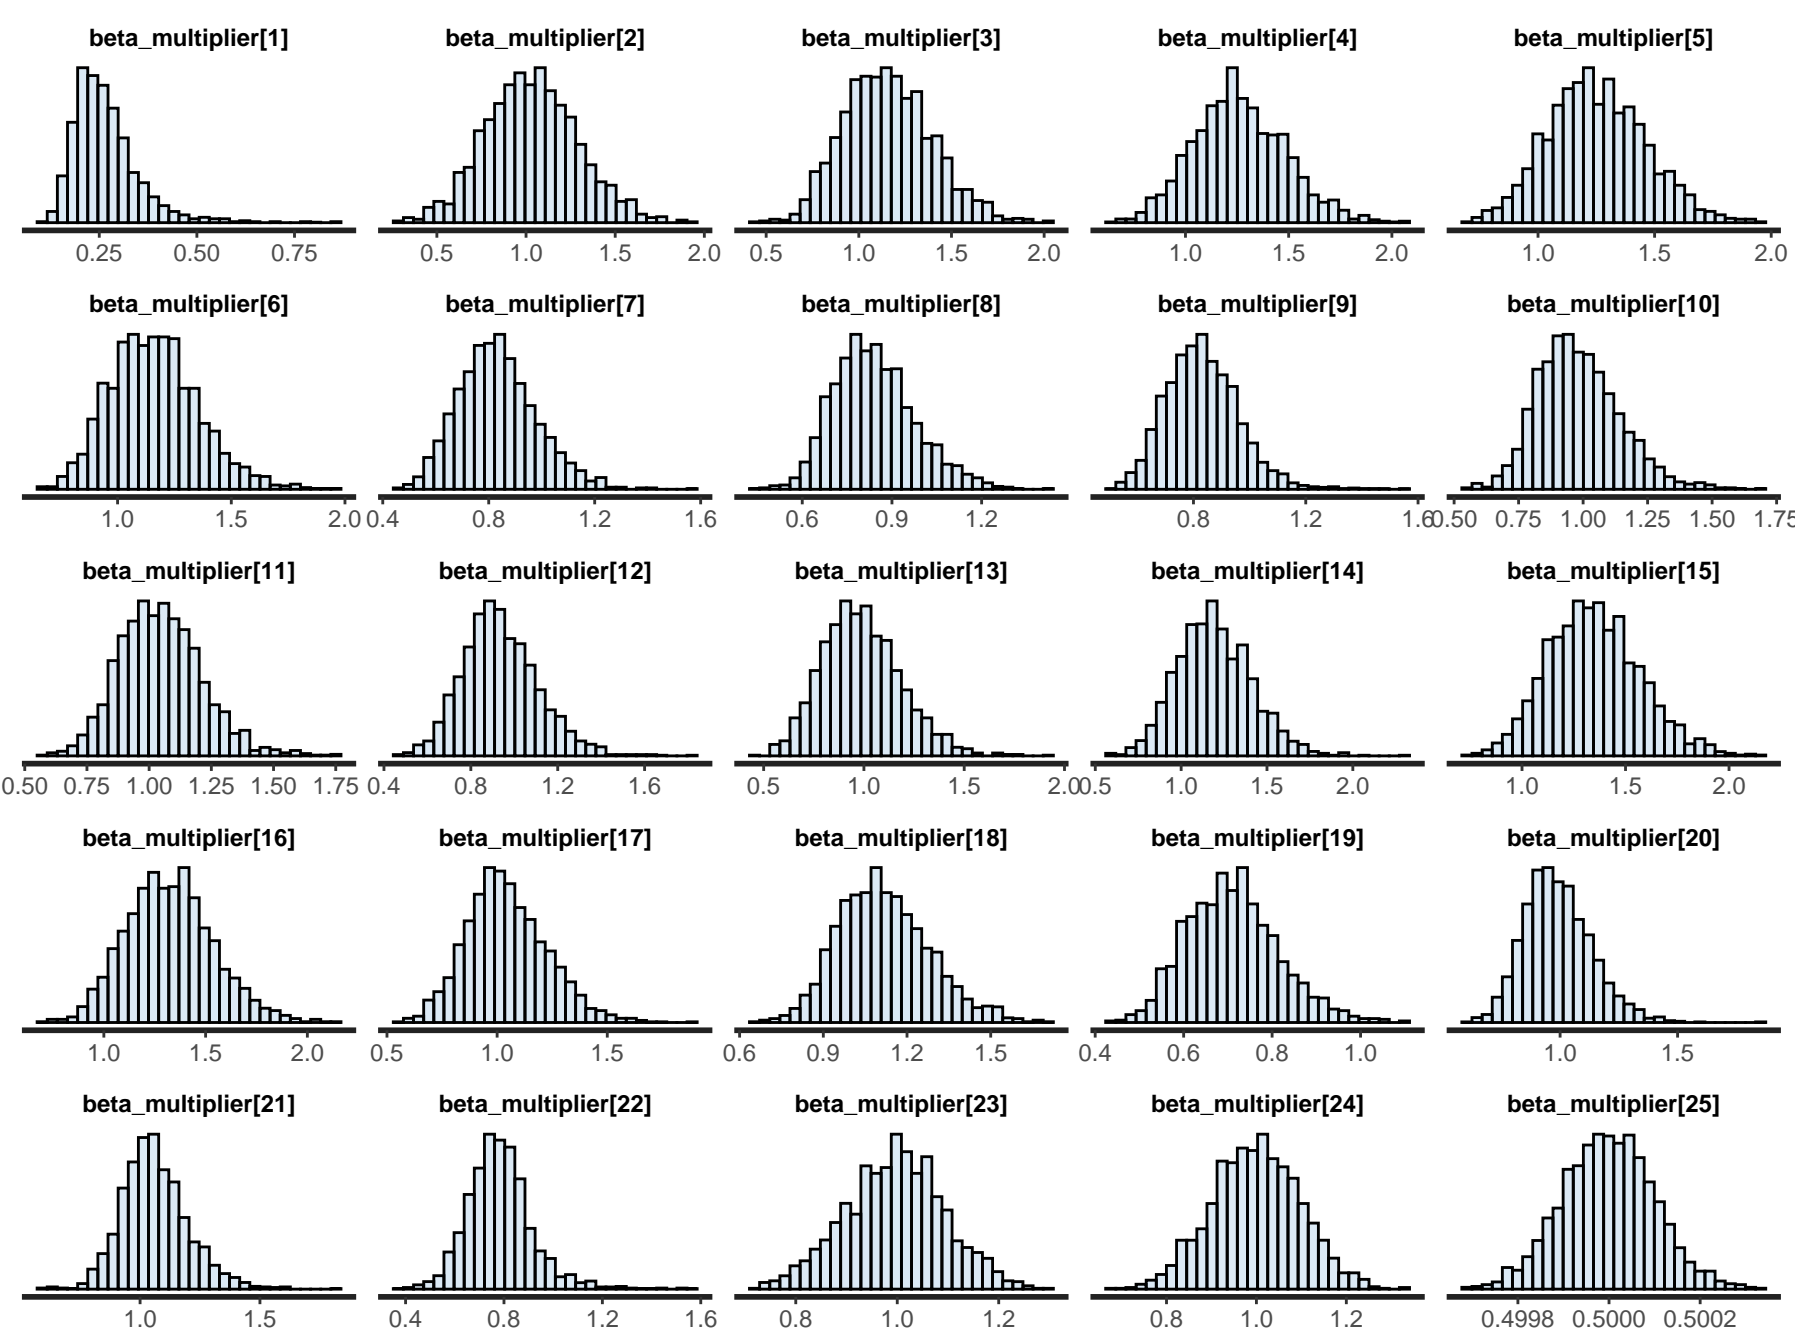 beta_multiplier[1] beta_multiplier[2] beta_multiplier[3] beta_multiplier[4] beta_multiplier[5]
0.25 0.50 0.75 0.5 1.0 1.5 2.0 0.5 1.0 1.5 2.0 1.0 1.5 2.0 1.0 1.5 2.0
beta_multiplier[6] beta_multiplier[7] beta_multiplier[8] beta_multiplier[9] beta_multiplier[10]
1.0 1.5 2.0 0.4 0.8 1.2 1.6 0.6 0.9 1.2 0.8 1.2 1.6 0.50 0.75 1.00 1.25 1.50 1.75
beta_multiplier[11] beta_multiplier[12] beta_multiplier[13] beta_multiplier[14] beta_multiplier[15]
0.50 0.75 1.00 1.25 1.50 1.75 0.4 0.8 1.2 1.6 0.5 1.0 1.5 2.0 0.5 1.0 1.5 2.0 1.0 1.5 2.0
beta_multiplier[16] beta_multiplier[17] beta_multiplier[18] beta_multiplier[19] beta_multiplier[20]
1.0 1.5 2.0 0.5 1.0 1.5 0.6 0.9 1.2 1.5 0.4 0.6 0.8 1.0 1.0 1.5
beta_multiplier[21] beta_multiplier[22] beta_multiplier[23] beta_multiplier[24] beta_multiplier[25]
1.0 1.5 0.4 0.8 1.2 1.6 0.8 1.0 1.2 0.8 1.0 1.2 0.4998 0.5000 0.5002